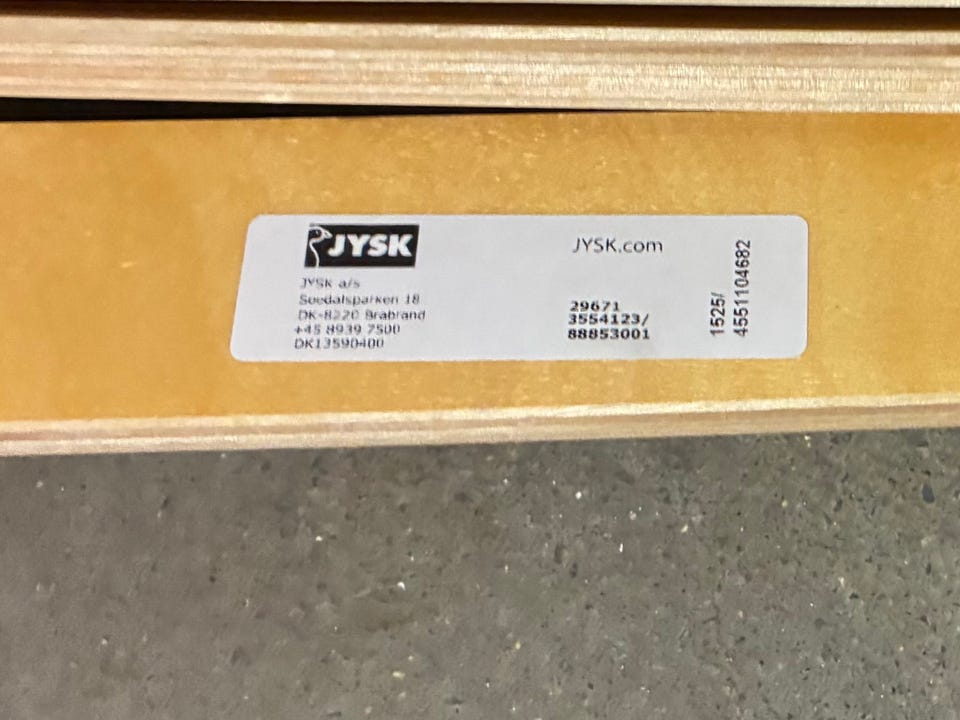 JYSK
JYSK a/s
Soedalsparken 18
DK-8220 Brabrand
+45 8939 7500
DK13590400
JYSK.com
29671
3554123/
88853001
1525/
4551104682